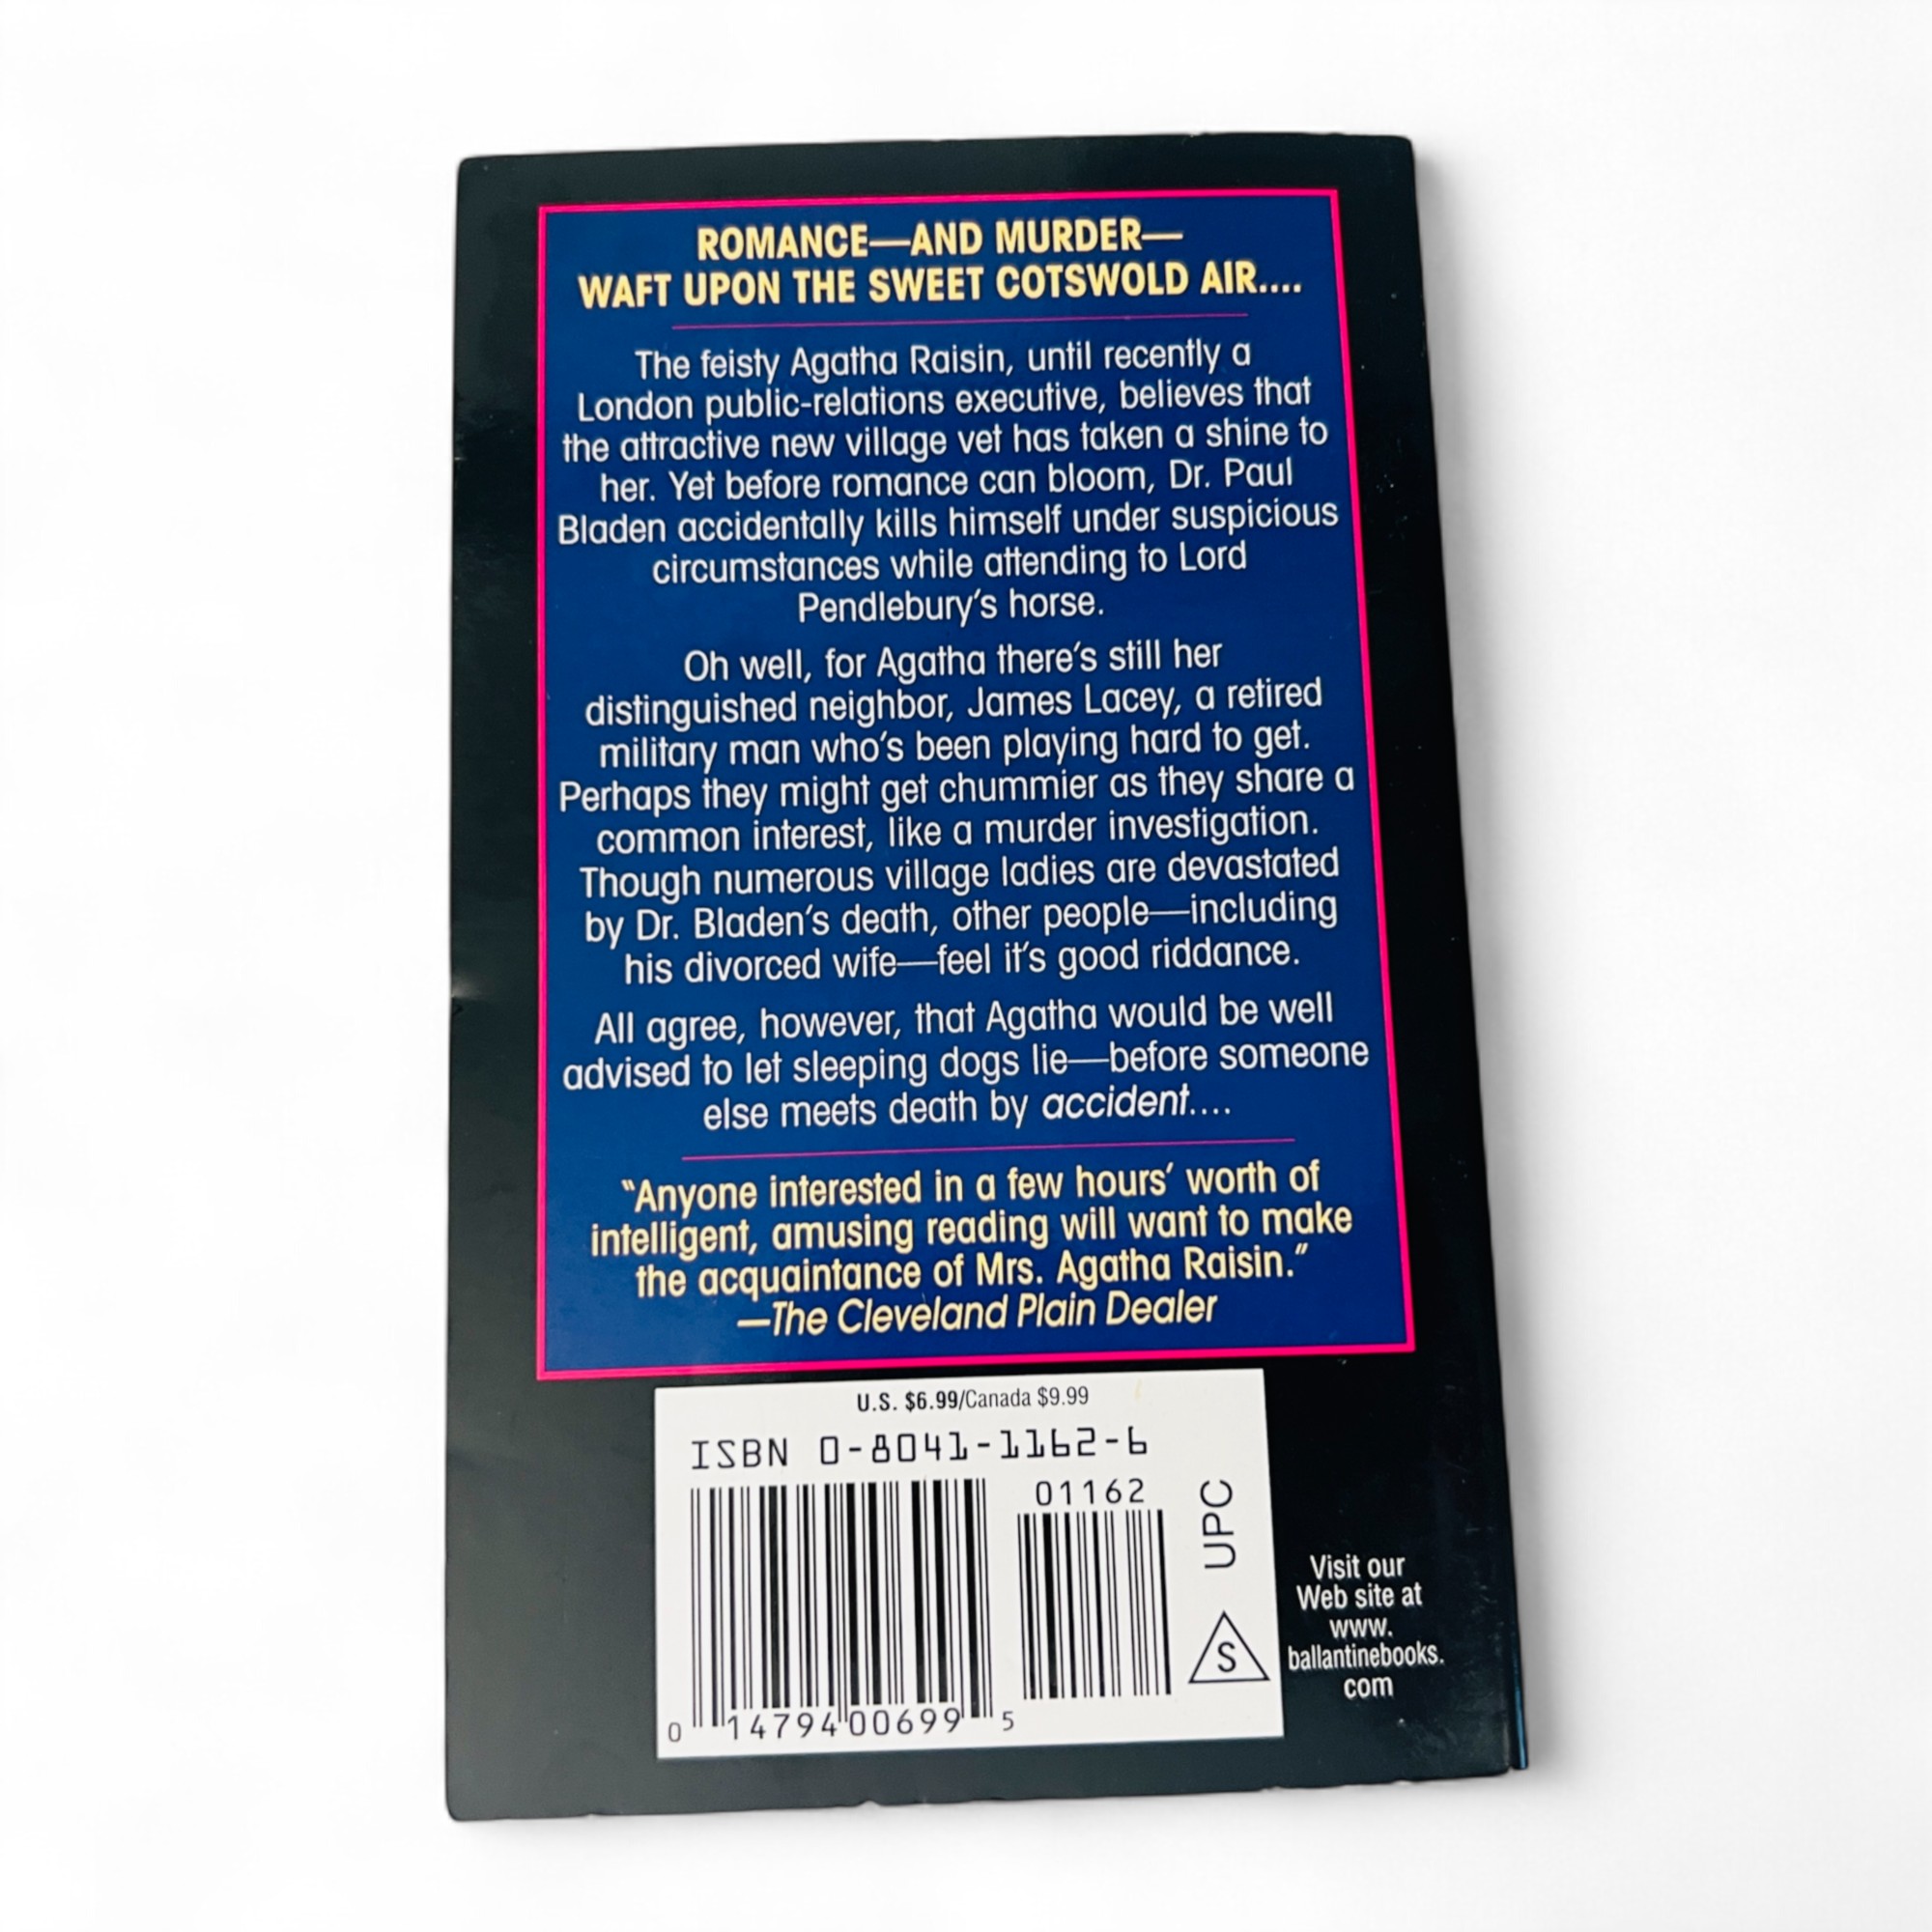 ROMANCE—AND MURDER—
WAFT UPON THE SWEET COTSWOLD AIR....
The feisty Agatha Raisin, until recently a
London public-relations executive, believes that
the attractive new village vet has taken a shine to
her. Yet before romance can bloom, Dr. Paul
Bladen accidentally kills himself under suspicious
circumstances while attending to Lord
Pendlebury's horse.
Oh well, for Agatha there's still her
distinguished neighbor, James Lacey, a retired
military man who's been playing hard to get.
Perhaps they might get chummier as they share a
common interest, like a murder investigation.
Though numerous village ladies are devastated
by Dr. Bladen's death, other people—including
his divorced wife—feel it's good riddance.
All agree, however, that Agatha would be well
advised to let sleeping dogs lie—before someone
else meets death by accident....
"Anyone interested in a few hours' worth of
intelligent, amusing reading will want to make
the acquaintance of Mrs. Agatha Raisin."
—The Cleveland Plain Dealer
U.S. $6.99/Canada $9.99
ISBN 0-8041-1162-6
01162
0 14794 00699 5
UPC
S
Visit our
Web site at
www.
ballantinebooks.
com